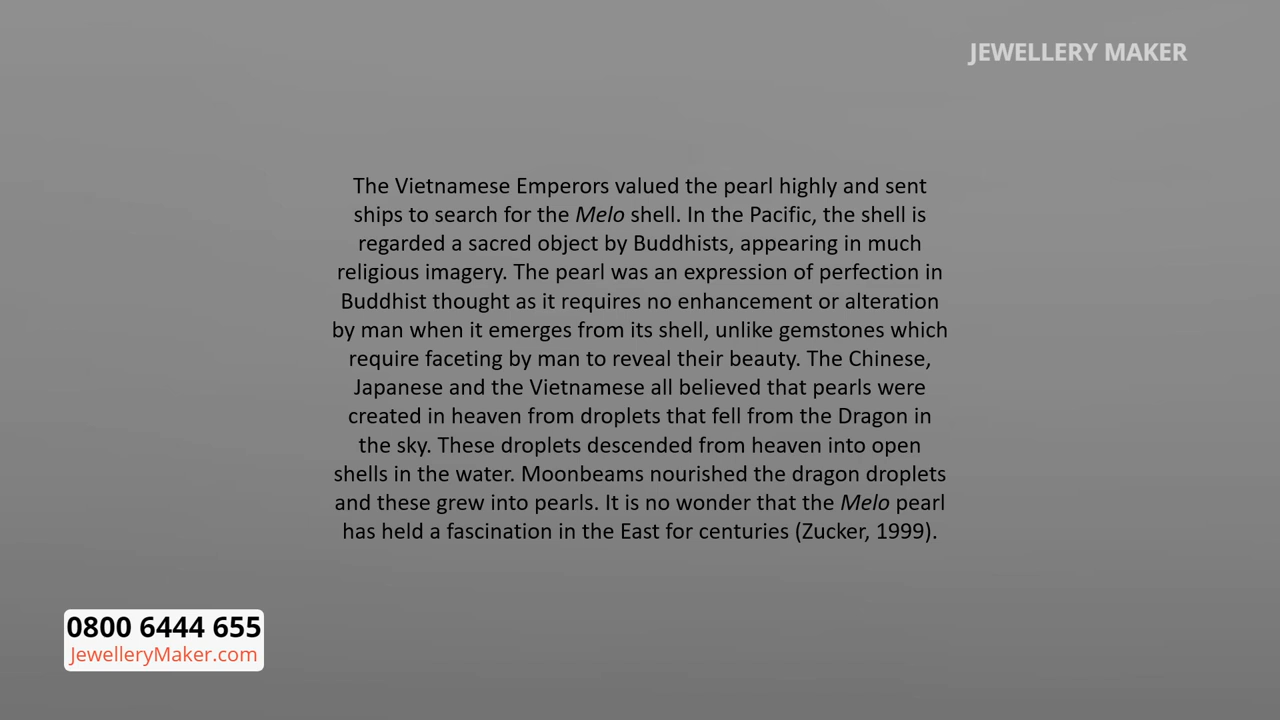 JEWELLERY MAKER
The Vietnamese Emperors valued the pearl highly and sent
ships to search for the Melo shell. In the Pacific, the shell is
regarded a sacred object by Buddhists, appearing in much
religious imagery. The pearl was an expression of perfection in
Buddhist thought as it requires no enhancement or alteration
by man when it emerges from its shell, unlike gemstones which
require faceting by man to reveal their beauty. The Chinese,
Japanese and the Vietnamese all believed that pearls were
created in heaven from droplets that fell from the Dragon in
the sky. These droplets descended from heaven into open
shells in the water. Moonbeams nourished the dragon droplets
and these grew into pearls. It is no wonder that the Melo pearl
has held a fascination in the East for centuries (Zucker, 1999).
0800 6444 655
JewelleryMaker.com